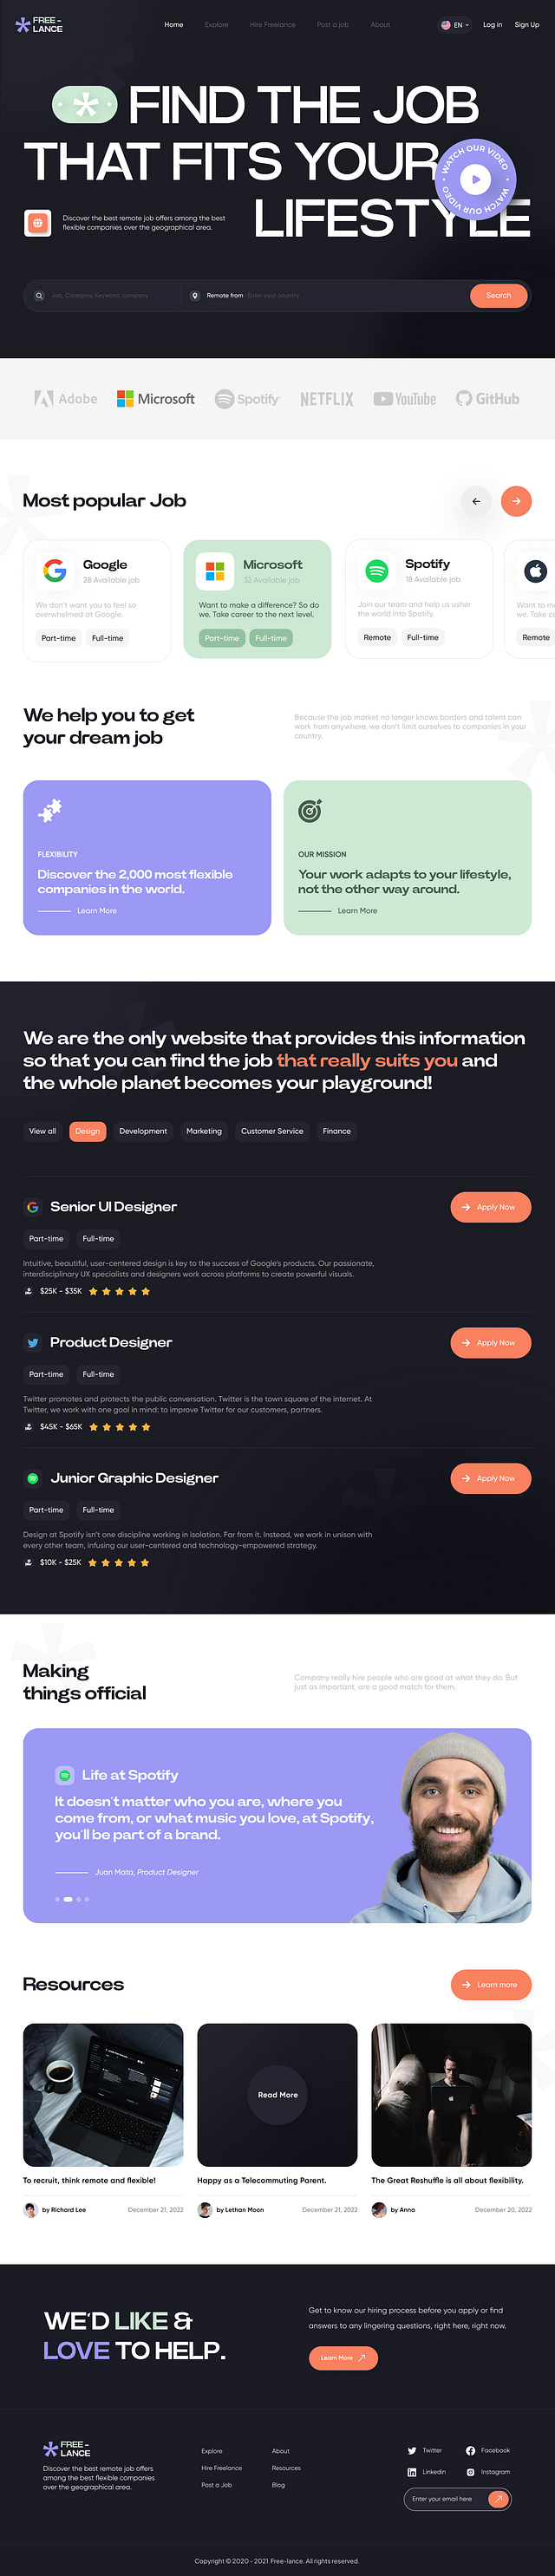 FREE-
LANCE
Home Explore Hire Freelance Post a job About
EN Log in Sign Up
FIND THE JOB
THAT FITS YOUR
LIFESTYLE
WATCH OUR VIDEO • WATCH OUR VIDEO •
Discover the best remote job offers among the best
flexible companies over the geographical area.
Job, Category, Keyword, company Remote from Enter your country Search
Adobe Microsoft Spotify NETFLIX YouTube GitHub
Most popular Job
Google
28 Available job
We don't want you to feel so
overwhelmed at Google.
Part-time Full-time
Microsoft
32 Available job
Want to make a difference? So do
we. Take career to the next level.
Part-time Full-time
Spotify
18 Available job
Join our team and help us usher
the world into Spotify.
Remote Full-time
Want to m
we. Take c
Remote
We help you to get
your dream job
Because the job market no longer knows borders and talent can
work from anywhere, we don't limit ourselves to companies in your
country.
FLEXIBILITY
Discover the 2,000 most flexible
companies in the world.
Learn More
OUR MISSION
Your work adapts to your lifestyle,
not the other way around.
Learn More
We are the only website that provides this information
so that you can find the job that really suits you and
the whole planet becomes your playground!
View all Design Development Marketing Customer Service Finance
Senior UI Designer
Apply Now
Part-time Full-time
Intuitive, beautiful, user-centered design is key to the success of Google's products. Our passionate,
interdisciplinary UX specialists and designers work across platforms to create powerful visuals.
$25K - $35K
Product Designer
Apply Now
Part-time Full-time
Twitter promotes and protects the public conversation. Twitter is the town square of the internet. At
Twitter, we work with one goal in mind: to improve Twitter for our customers, partners.
$45K - $65K
Junior Graphic Designer
Apply Now
Part-time Full-time
Design at Spotify isn't one discipline working in isolation. Far from it. Instead, we work in unison with
every other team, infusing our user-centered and technology-empowered strategy.
$10K - $25K
Making
things official
Company really hire people who are good at what they do. But
just as important, are a good match for them.
Life at Spotify
It doesn't matter who you are, where you
come from, or what music you love, at Spotify,
you'll be part of a brand.
Juan Mata, Product Designer
Resources
Learn more
Read More
To recruit, think remote and flexible!
by Richard Lee December 21, 2022
Happy as a Telecommuting Parent.
by Lethan Moon December 21, 2022
The Great Reshuffle is all about flexibility.
by Anna December 20, 2022
WE'D LIKE &
LOVE TO HELP.
Get to know our hiring process before you apply or find
answers to any lingering questions, right here, right now.
Learn More
FREE-
LANCE
Discover the best remote job offers
among the best flexible companies
over the geographical area.
Explore
Hire Freelance
Post a Job
About
Resources
Blog
Twitter Facebook
Linkedin Instagram
Enter your email here
Copyright © 2020 - 2021 Free-lance. All rights reserved.